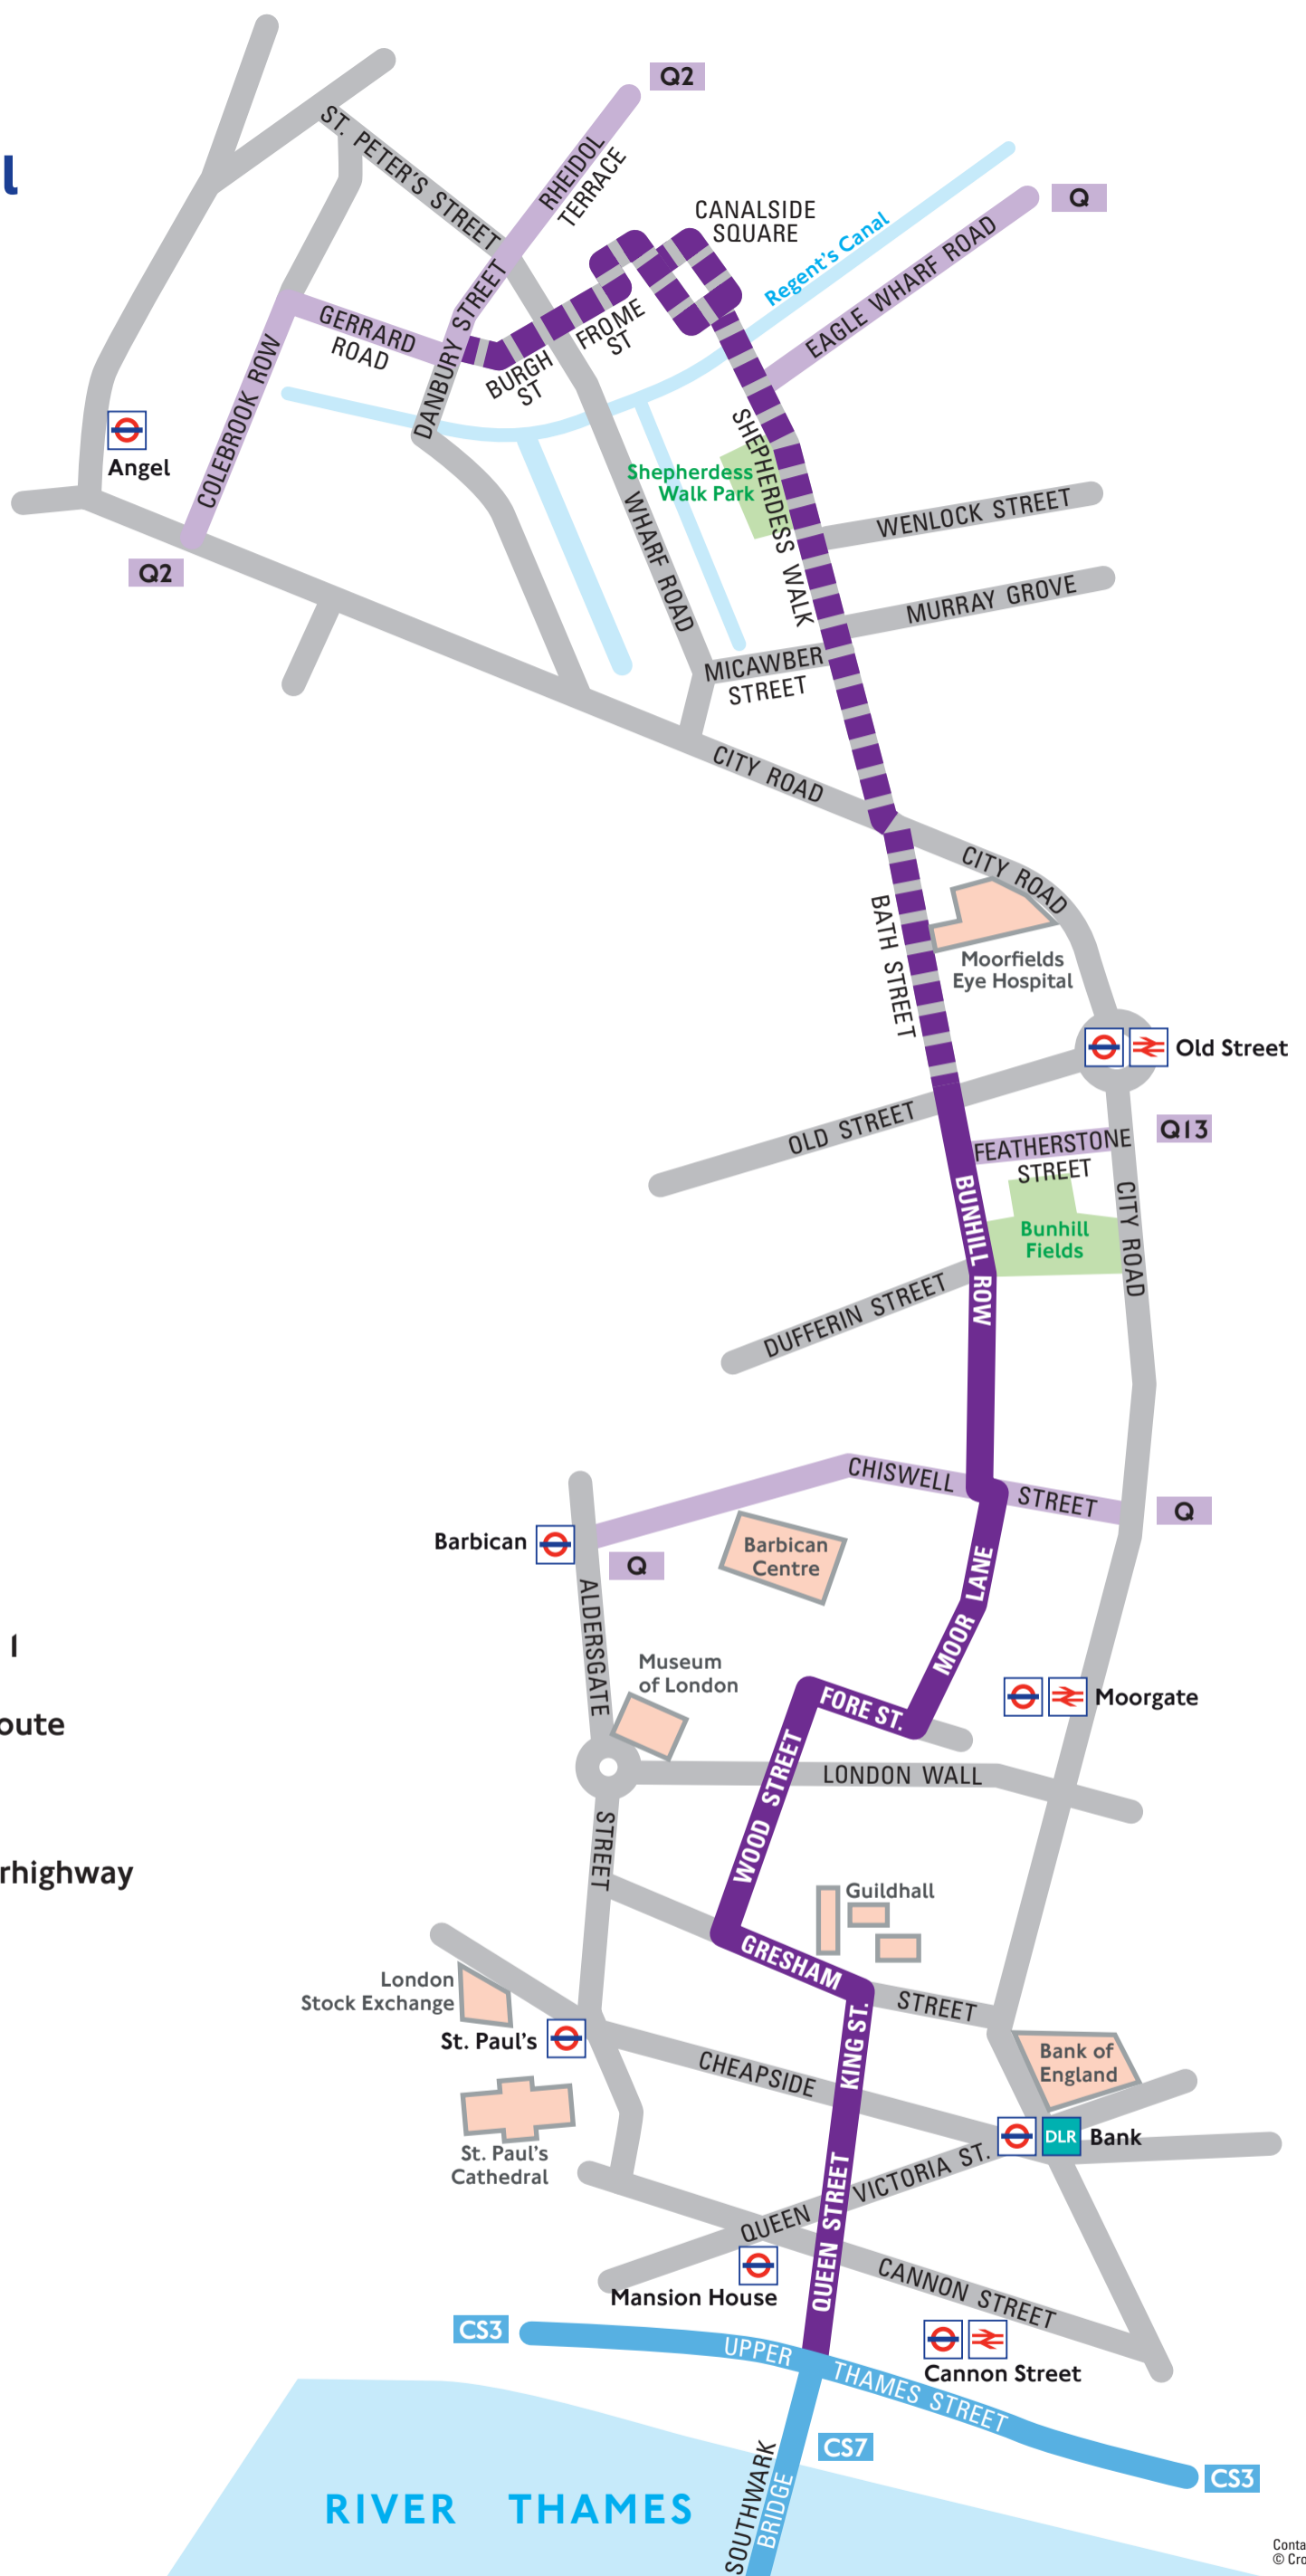 l
Q2
RHEIDOL
TERRACE
ST. PETER'S STREET
CANALSIDE
SQUARE
Q
Regent's Canal
EAGLE WHARF ROAD
GERRARD
ROAD
DANBURY STREET
FROME
ST
BURGH
ST
COLEBROOK ROW
Angel
Q2
SHEPHERDESS WALK
Shepherdess
Walk Park
WHARF ROAD
WENLOCK STREET
MURRAY GROVE
MICAWBER
STREET
CITY ROAD
CITY ROAD
BATH STREET
Moorfields
Eye Hospital
Old Street
OLD STREET
Q13
FEATHERSTONE
STREET
BUNHILL ROW
Bunhill
Fields
CITY ROAD
DUFFERIN STREET
CHISWELL STREET
Q
Barbican
Q
Barbican
Centre
MOOR LANE
ALDERSGATE
1
Museum
of London
Moorgate
oute
FORE ST.
WOOD STREET
LONDON WALL
STREET
rhighway
Guildhall
GRESHAM STREET
London
Stock Exchange
St. Paul's
KING ST.
CHEAPSIDE
Bank of
England
DLR
Bank
St. Paul's
Cathedral
QUEEN STREET
QUEEN VICTORIA ST.
Mansion House
CANNON STREET
CS3
UPPER THAMES STREET
Cannon Street
CS7
CS3
SOUTHWARK
BRIDGE
RIVER THAMES
Conta
© Cro